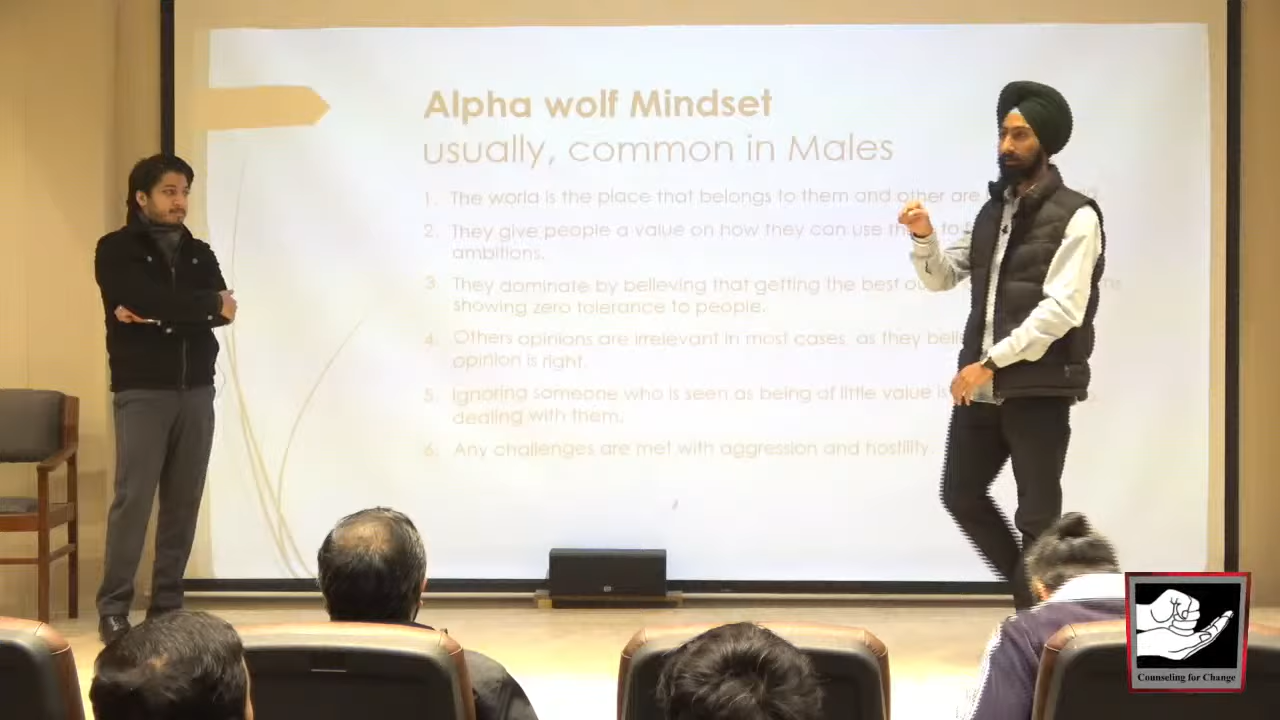 Alpha wolf Mindset
usually, common in Males
1. The world is the place that belongs to them and other are
2. They give people a value on how they can use to
ambitions.
3. They dominate by believing that getting the best
showing zero tolerance to people.
4. Others opinions are irrelevant in most cases, as they
opinion is right.
5. Ignoring someone who is seen as being of little value is
dealing with them.
6. Any challenges are met with aggression and hostility.
Counseling for Change